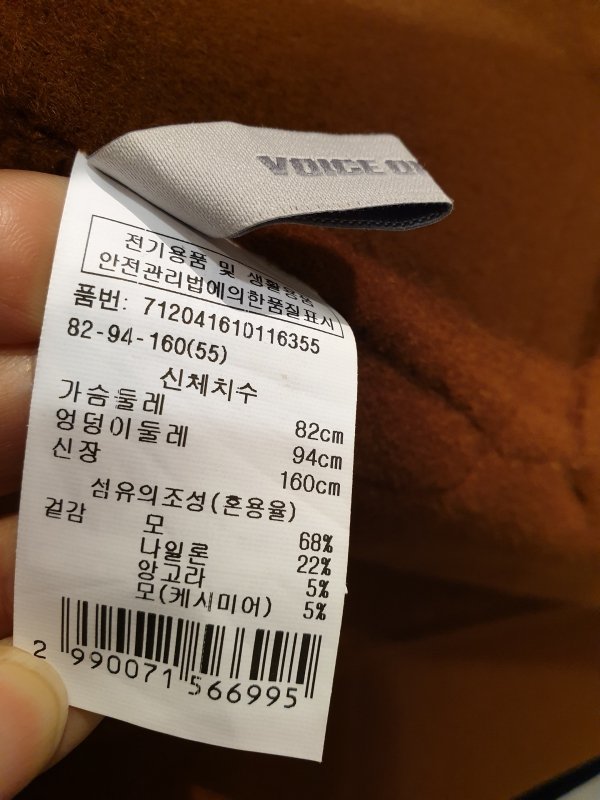 VOICE O
전기용품 및 생활용품
안전관리법에의한품질표시
품번: 712041610116355
82-94-160(55)
신체치수
가슴둘레 82cm
엉덩이둘레 94cm
신장 160cm
섬유의조성(혼용율)
겉감 모 68%
나일론 22%
앙고라 5%
모(케시미어) 5%
2 990071 566995